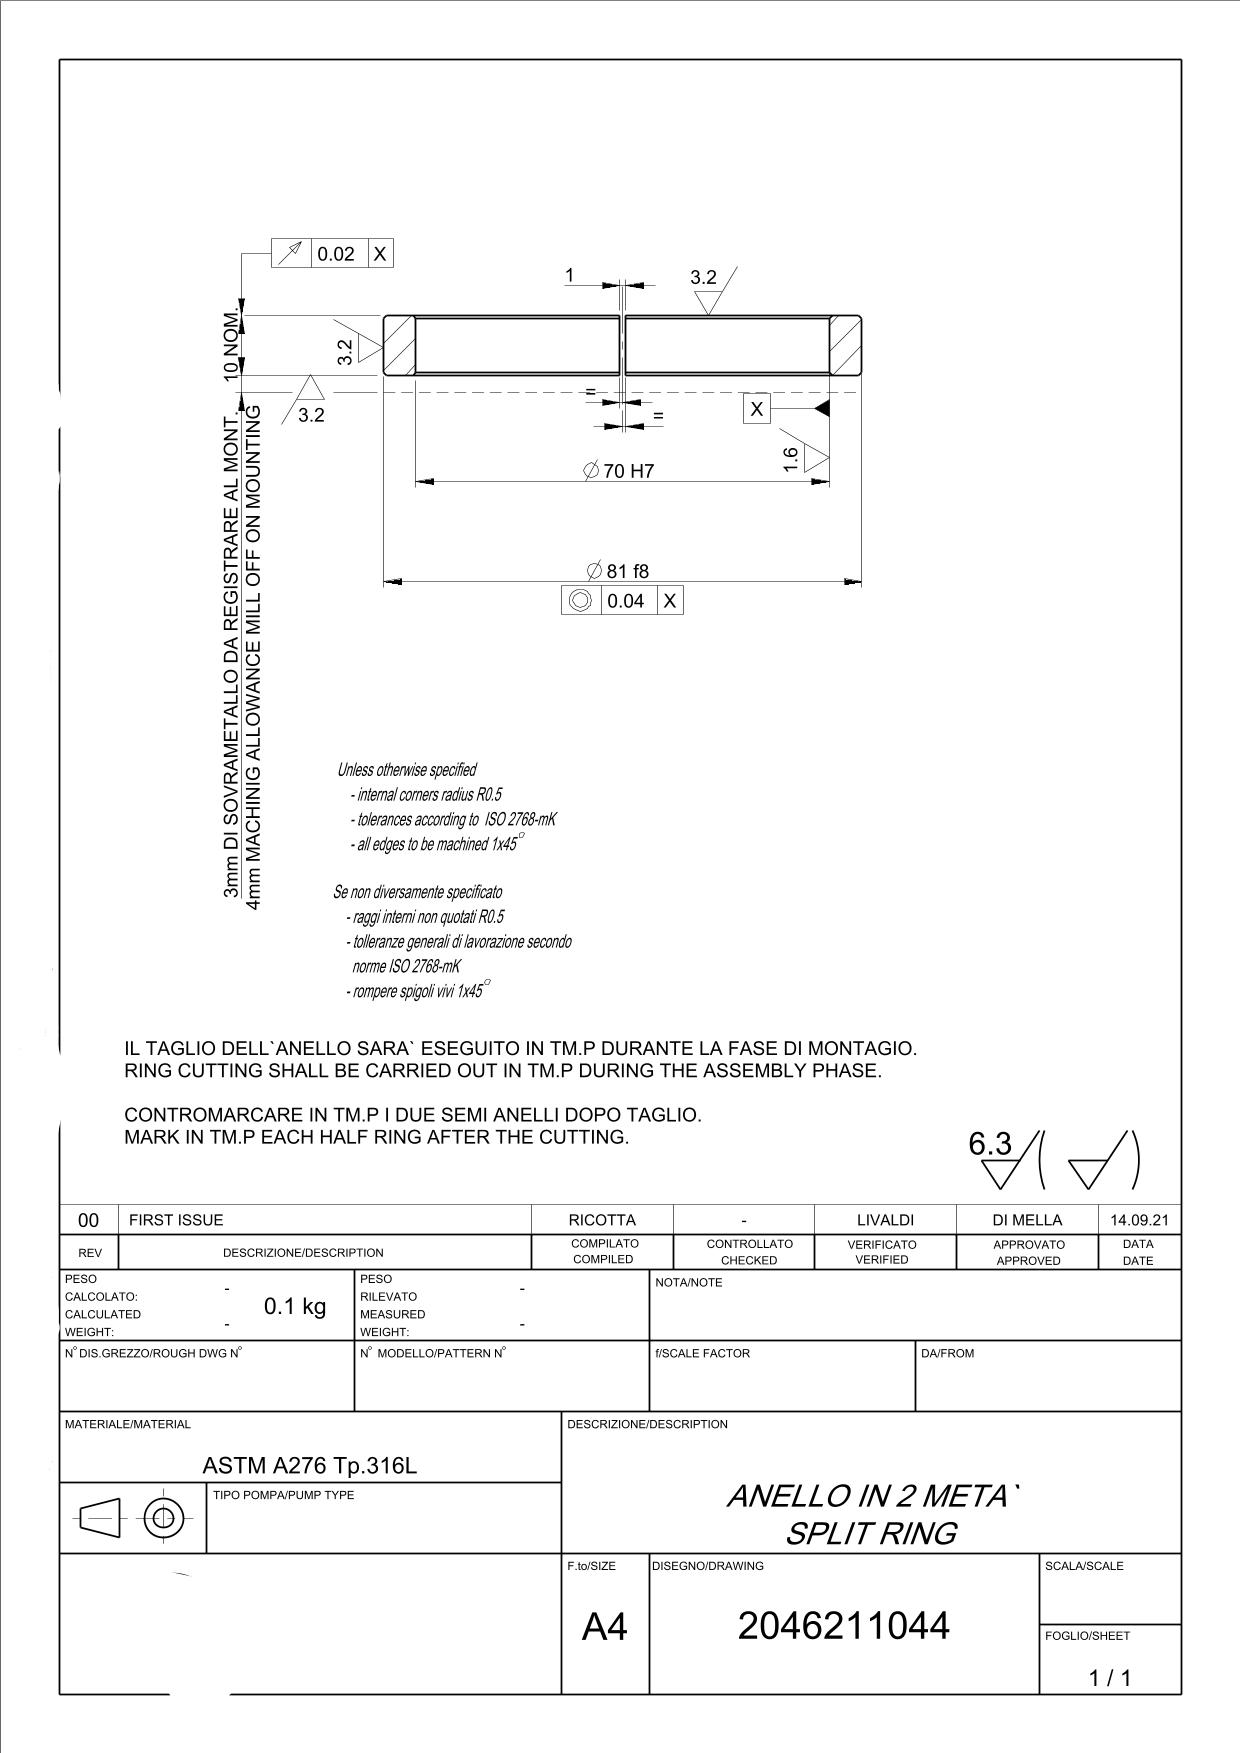 0.02 X
1
3.2
10 NOM.
3.2
3.2
=
=
X
1.6
70 H7
81 f8
0.04 X
3mm DI SOVRAMETALLO DA REGISTRARE AL MONT.
4mm MACHINIG ALLOWANCE MILL OFF ON MOUNTING
Unless otherwise specified
- internal corners radius R0.5
- tolerances according to ISO 2768-mK
- all edges to be machined 1x45°
Se non diversamente specificato
- raggi interni non quotati R0.5
- tolleranze generali di lavorazione secondo
norme ISO 2768-mK
- rompere spigoli vivi 1x45°
IL TAGLIO DELL`ANELLO SARA` ESEGUITO IN TM.P DURANTE LA FASE DI MONTAGIO.
RING CUTTING SHALL BE CARRIED OUT IN TM.P DURING THE ASSEMBLY PHASE.
CONTROMARCARE IN TM.P I DUE SEMI ANELLI DOPO TAGLIO.
MARK IN TM.P EACH HALF RING AFTER THE CUTTING.
6.3 ( )
00 FIRST ISSUE RICOTTA - LIVALDI DI MELLA 14.09.21
REV DESCRIZIONE/DESCRIPTION
COMPILATO CONTROLLATO VERIFICATO APPROVATO DATA
COMPILED CHECKED VERIFIED APPROVED DATE
PESO
CALCOLATO: -
CALCULATED 0.1 kg
WEIGHT: -
PESO
RILEVATO -
MEASURED
WEIGHT: -
NOTA/NOTE
N° DIS.GREZZO/ROUGH DWG N°
N° MODELLO/PATTERN N°
f/SCALE FACTOR
DA/FROM
MATERIALE/MATERIAL
ASTM A276 Tp.316L
TIPO POMPA/PUMP TYPE
DESCRIZIONE/DESCRIPTION
ANELLO IN 2 META`
SPLIT RING
F.to/SIZE
A4
DISEGNO/DRAWING
2046211044
SCALA/SCALE
FOGLIO/SHEET
1 / 1